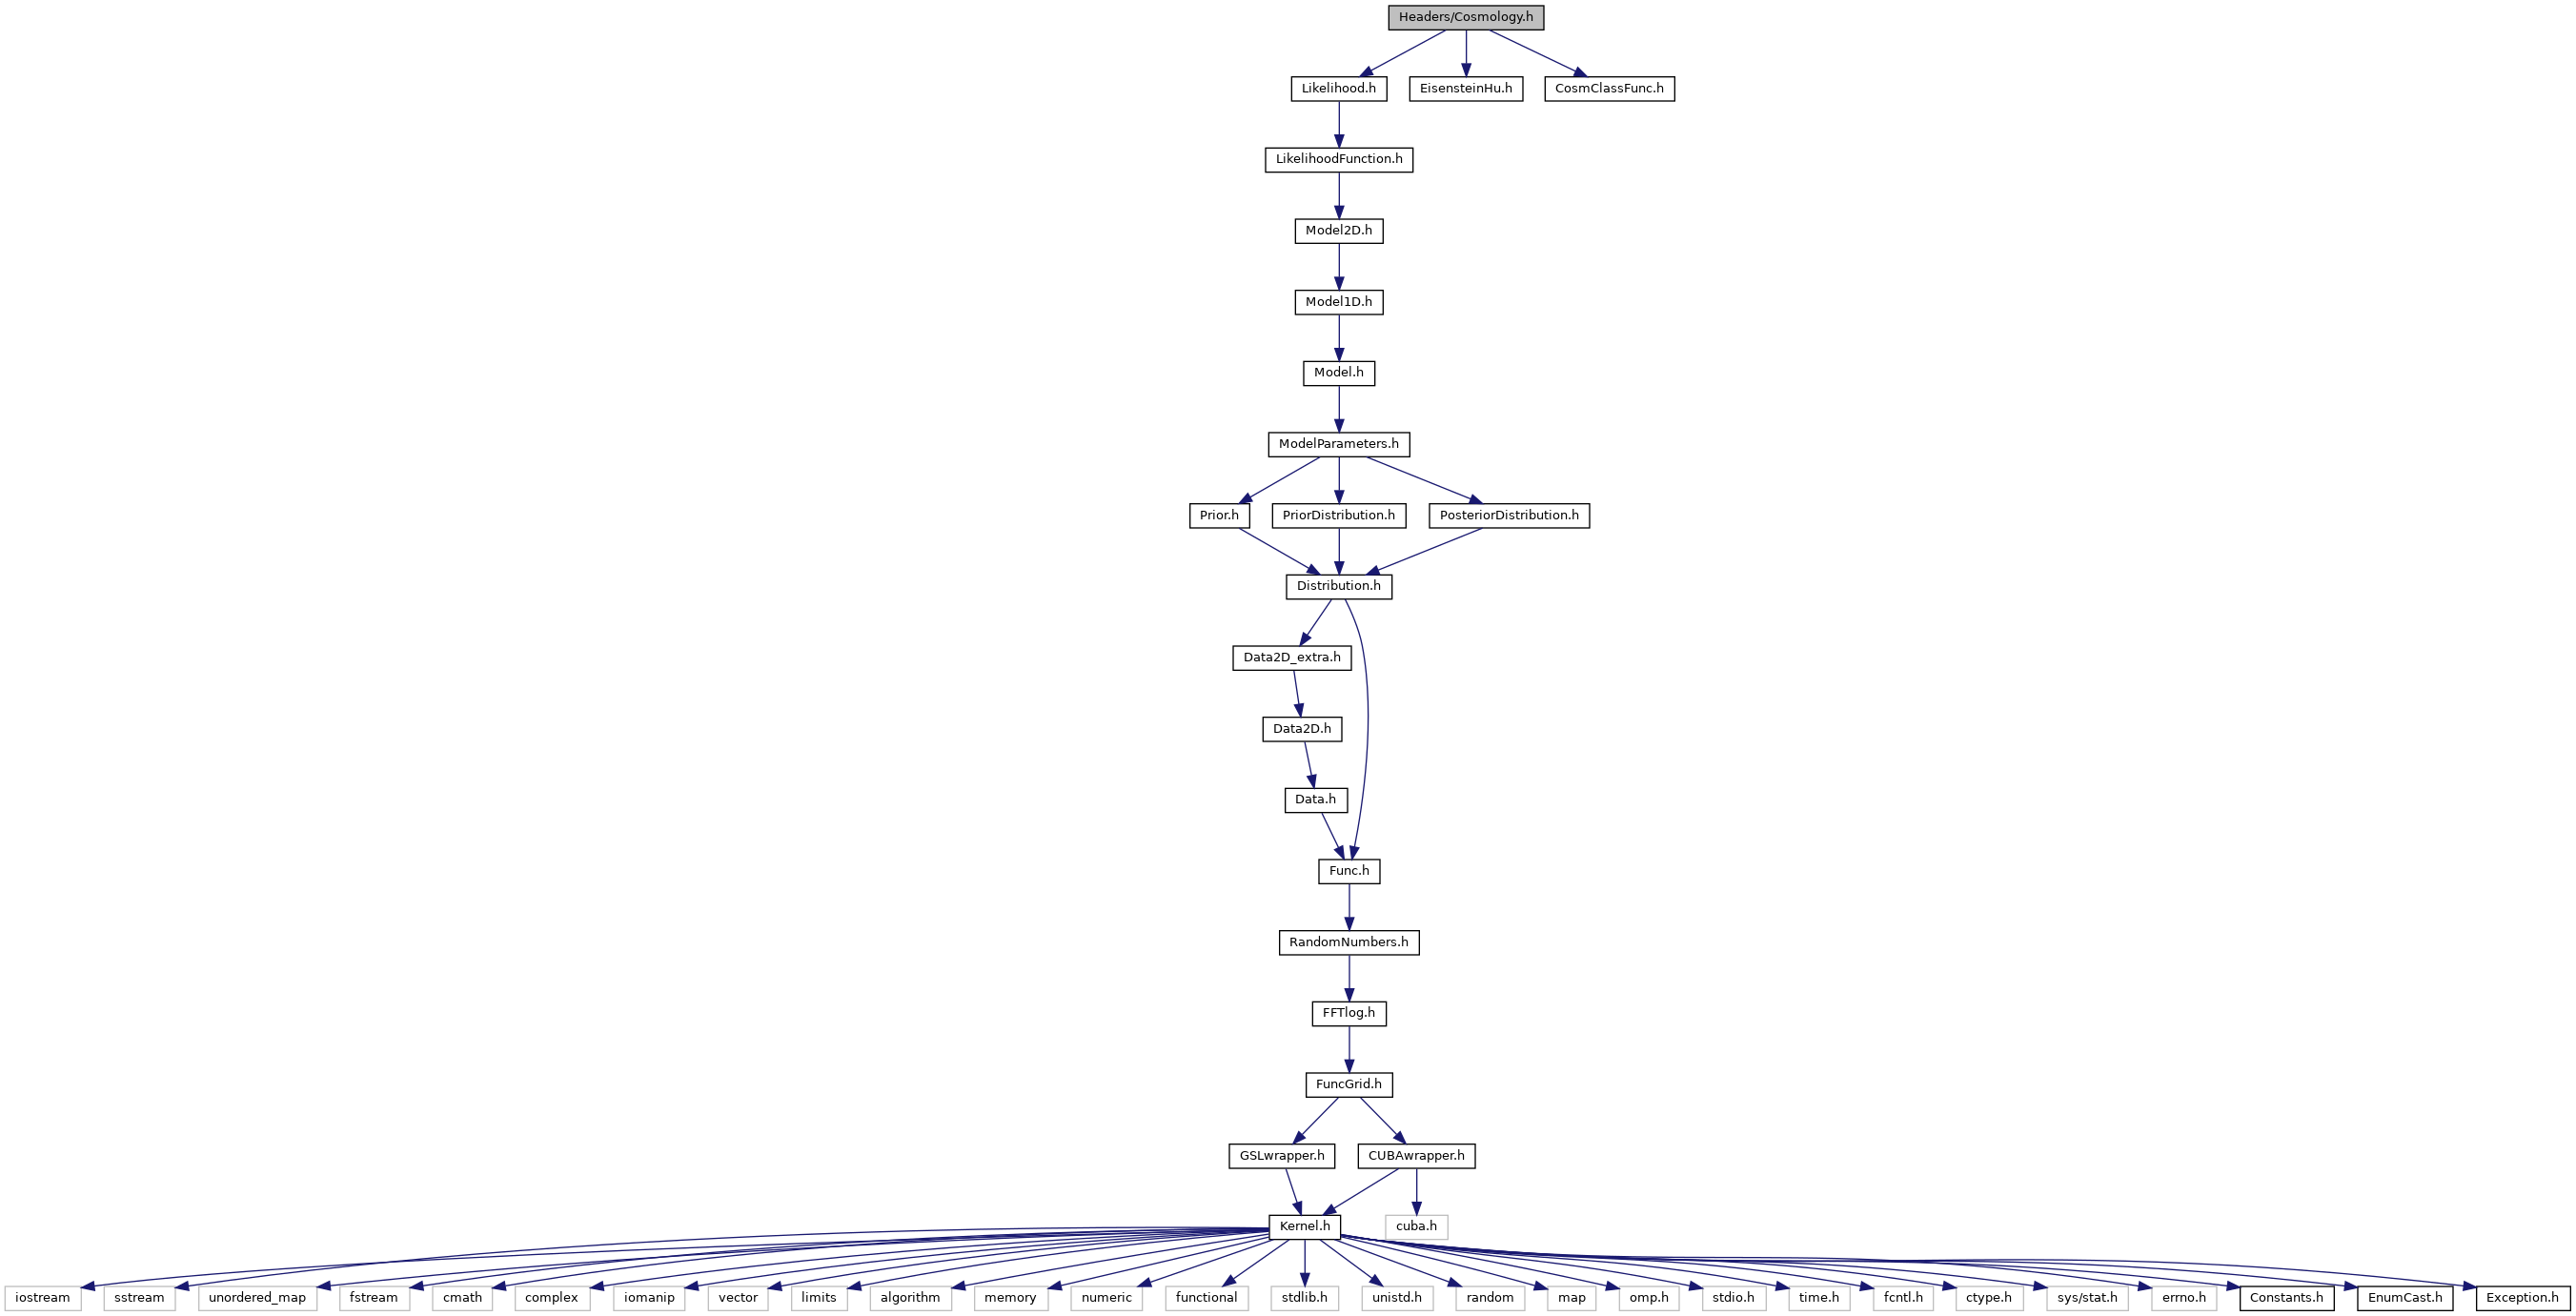 Headers/Cosmology.h
Likelihood.h
EisensteinHu.h
CosmClassFunc.h
LikelihoodFunction.h
Model2D.h
Model1D.h
Model.h
ModelParameters.h
Prior.h
PriorDistribution.h
PosteriorDistribution.h
Distribution.h
Data2D_extra.h
Data2D.h
Data.h
Func.h
RandomNumbers.h
FFTlog.h
FuncGrid.h
GSLwrapper.h
CUBAwrapper.h
Kernel.h
cuba.h
iostream
sstream
unordered_map
fstream
cmath
complex
iomanip
vector
limits
algorithm
memory
numeric
functional
stdlib.h
unistd.h
random
map
omp.h
stdio.h
time.h
fcntl.h
ctype.h
sys/stat.h
errno.h
Constants.h
EnumCast.h
Exception.h